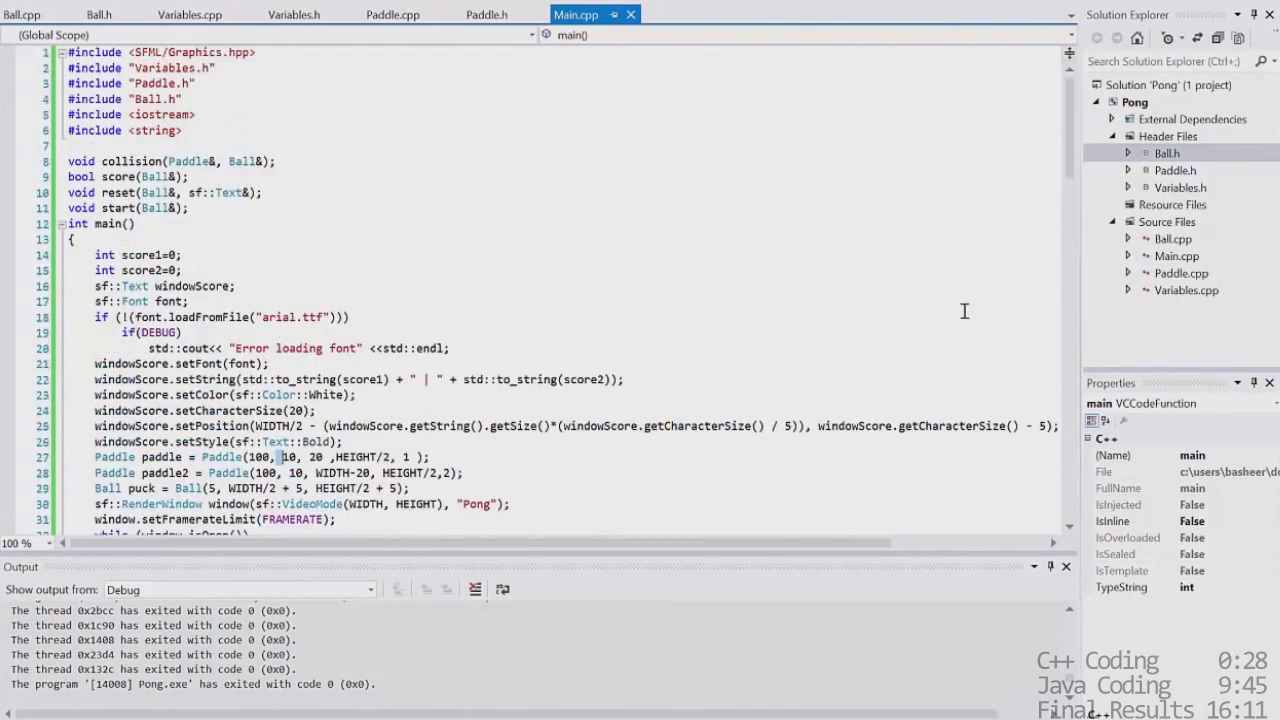 Ball.cpp Ball.h Variables.cpp Variables.h Paddle.cpp Paddle.h Main.cpp
(Global Scope) main()
1 #include <SFML/Graphics.hpp>
2 #include "Variables.h"
3 #include "Paddle.h"
4 #include "Ball.h"
5 #include <iostream>
6 #include <string>
7
8 void collision(Paddle&, Ball&);
9 bool score(Ball&);
10 void reset(Ball&, sf::Text&);
11 void start(Ball&);
12 int main()
13 {
14 int score1=0;
15 int score2=0;
16 sf::Text windowScore;
17 sf::Font font;
18 if (!(font.loadFromFile("arial.ttf")))
19 if(DEBUG)
20 std::cout<< "Error loading font" <<std::endl;
21 windowScore.setFont(font);
22 windowScore.setString(std::to_string(score1) + " | " + std::to_string(score2));
23 windowScore.setColor(sf::Color::White);
24 windowScore.setCharacterSize(20);
25 windowScore.setPosition(WIDTH/2 - (windowScore.getString().getSize()*(windowScore.getCharacterSize() / 5)), windowScore.getCharacterSize() - 5);
26 windowScore.setStyle(sf::Text::Bold);
27 Paddle paddle = Paddle(100, 10, 20 ,HEIGHT/2, 1 );
28 Paddle paddle2 = Paddle(100, 10, WIDTH-20, HEIGHT/2,2);
29 Ball puck = Ball(5, WIDTH/2 + 5, HEIGHT/2 + 5);
30 sf::RenderWindow window(sf::VideoMode(WIDTH, HEIGHT), "Pong");
31 window.setFramerateLimit(FRAMERATE);
while (window.isOpen())
100 %
Output
Show output from: Debug
The thread 0x2bcc has exited with code 0 (0x0).
The thread 0x1c90 has exited with code 0 (0x0).
The thread 0x1408 has exited with code 0 (0x0).
The thread 0x23d4 has exited with code 0 (0x0).
The thread 0x132c has exited with code 0 (0x0).
The program '[14008] Pong.exe' has exited with code 0 (0x0).
Solution Explorer
Search Solution Explorer (Ctrl+;)
Solution 'Pong' (1 project)
Pong
External Dependencies
Header Files
Ball.h
Paddle.h
Variables.h
Resource Files
Source Files
Ball.cpp
Main.cpp
Paddle.cpp
Variables.cpp
Properties
main VCCodeFunction
C++
(Name) main
File c:\users\basheer\do
FullName main
IsInjected False
IsInline False
IsOverloaded False
IsSealed False
IsTemplate False
TypeString int
C++ Coding 0:28
Java Coding 9:45
Final Results 16:11
C++